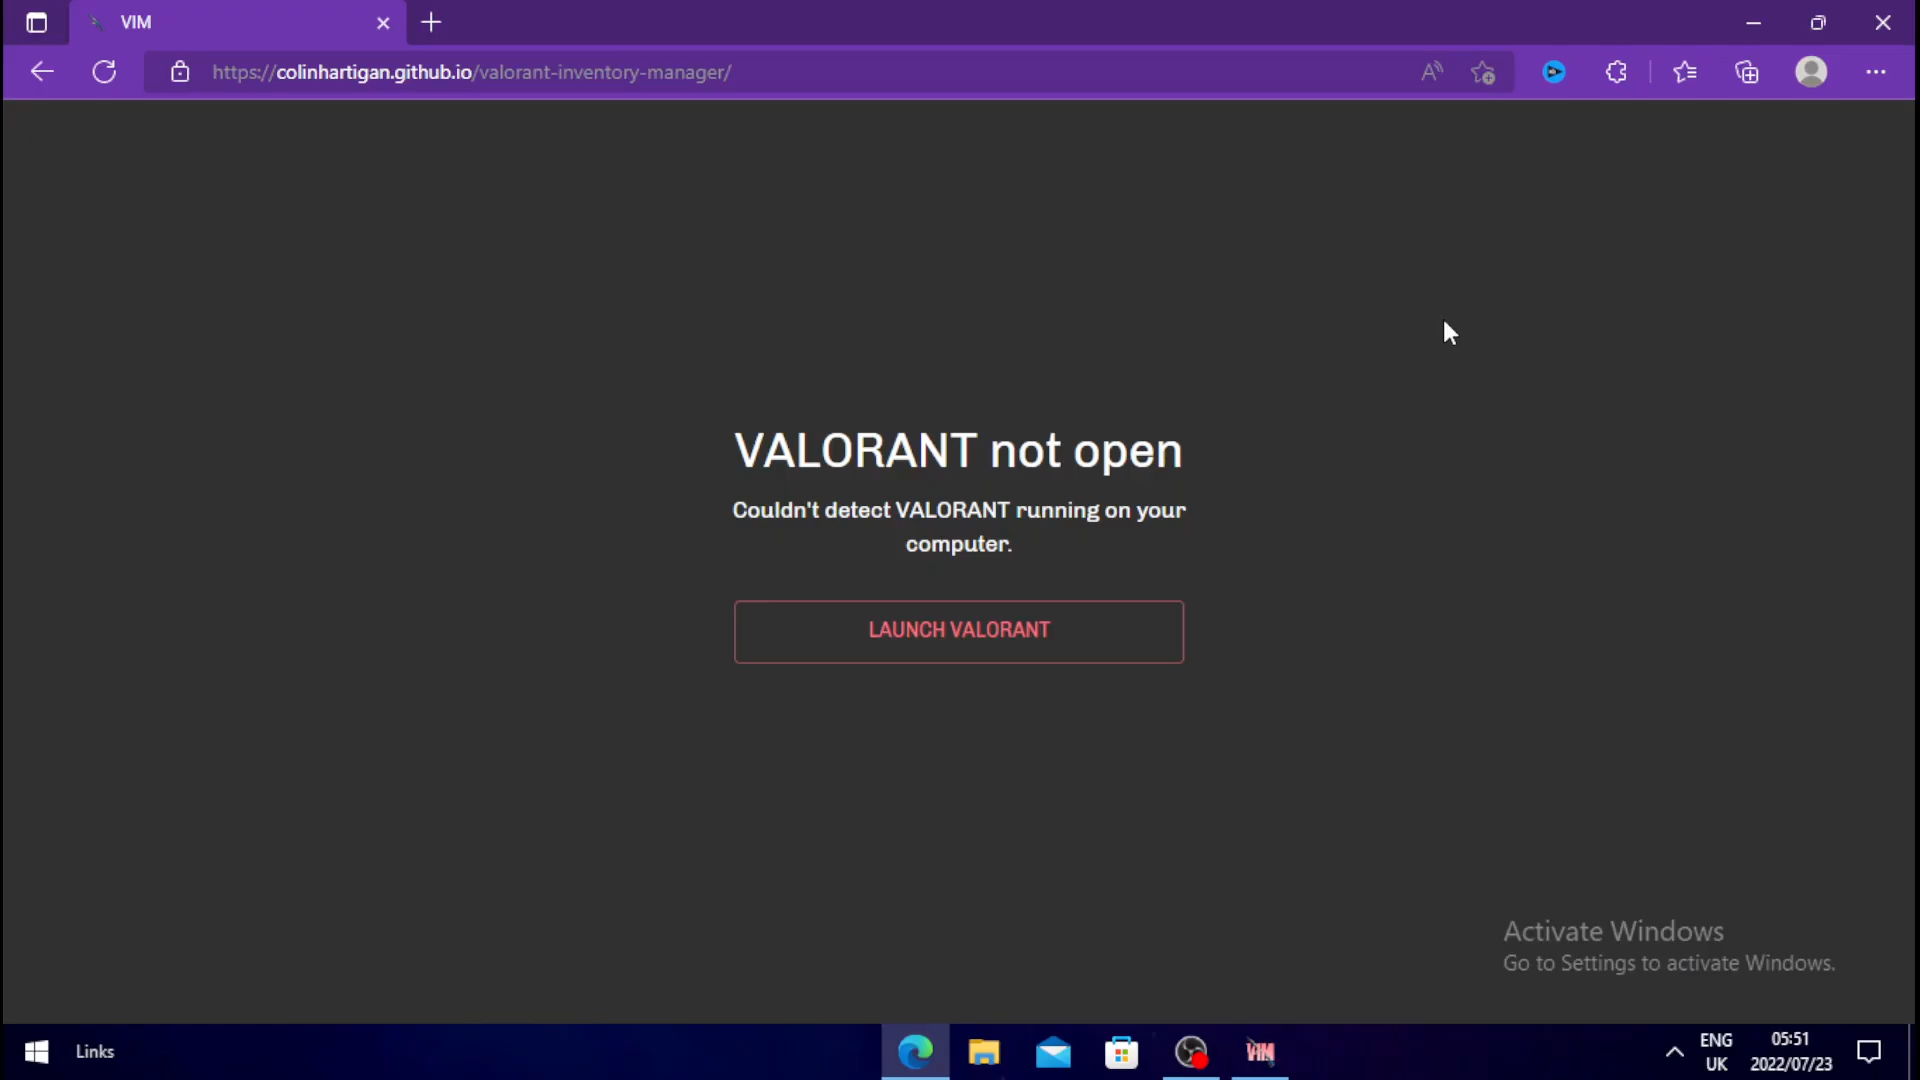 VIM
https://colinhartigan.github.io/valorant-inventory-manager/
VALORANT not open
Couldn't detect VALORANT running on your
computer.
LAUNCH VALORANT
Activate Windows
Go to Settings to activate Windows.
Links
VIM
ENG
UK
05:51
2022/07/23